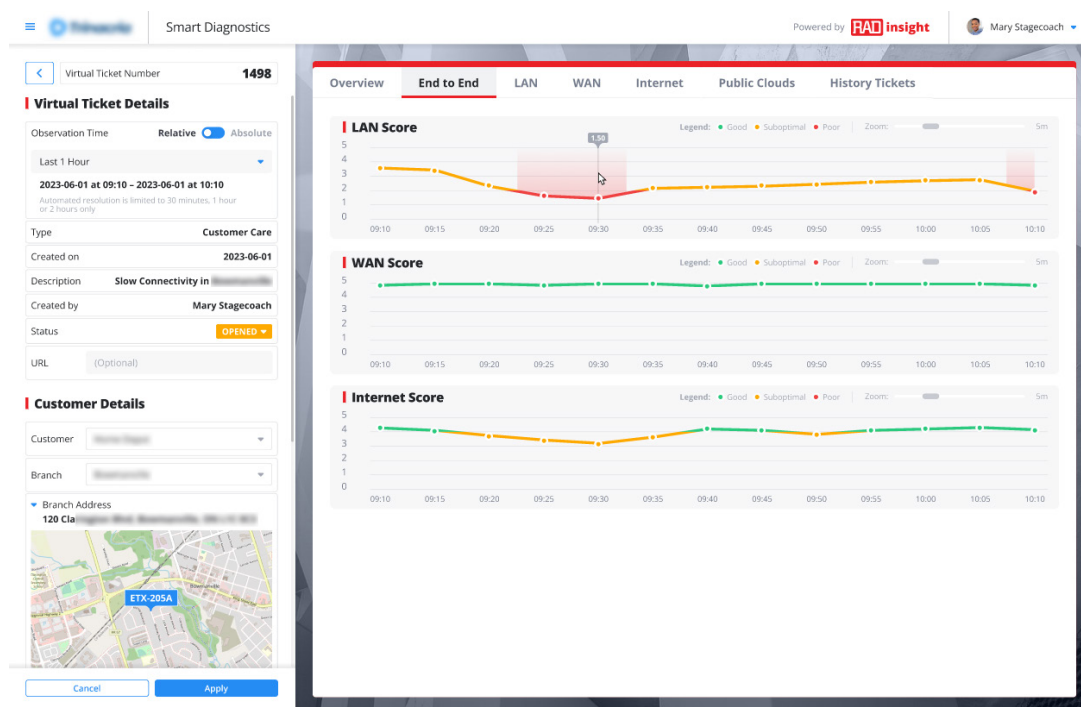 Smart Diagnostics
Powered by RAD insight
Mary Stagecoach
Virtual Ticket Number 1498
Virtual Ticket Details
Observation Time Relative Absolute
Last 1 Hour
2023-06-01 at 09:10 – 2023-06-01 at 10:10
Automated resolution is limited to 30 minutes, 1 hour
or 2 hours only
Type Customer Care
Created on 2023-06-01
Description Slow Connectivity in
Created by Mary Stagecoach
Status OPENED
URL (Optional)
Customer Details
Customer
Branch
Branch Address
120 Cla
ETX-205A
Cancel Apply
Overview End to End LAN WAN Internet Public Clouds History Tickets
LAN Score Legend: Good Suboptimal Poor Zoom: 5m
1.50
5
4
3
2
1
0
09:10 09:15 09:20 09:25 09:30 09:35 09:40 09:45 09:50 09:55 10:00 10:05 10:10
WAN Score Legend: Good Suboptimal Poor Zoom: 5m
5
4
3
2
1
0
09:10 09:15 09:20 09:25 09:30 09:35 09:40 09:45 09:50 09:55 10:00 10:05 10:10
Internet Score Legend: Good Suboptimal Poor Zoom: 5m
5
4
3
2
1
0
09:10 09:15 09:20 09:25 09:30 09:35 09:40 09:45 09:50 09:55 10:00 10:05 10:10